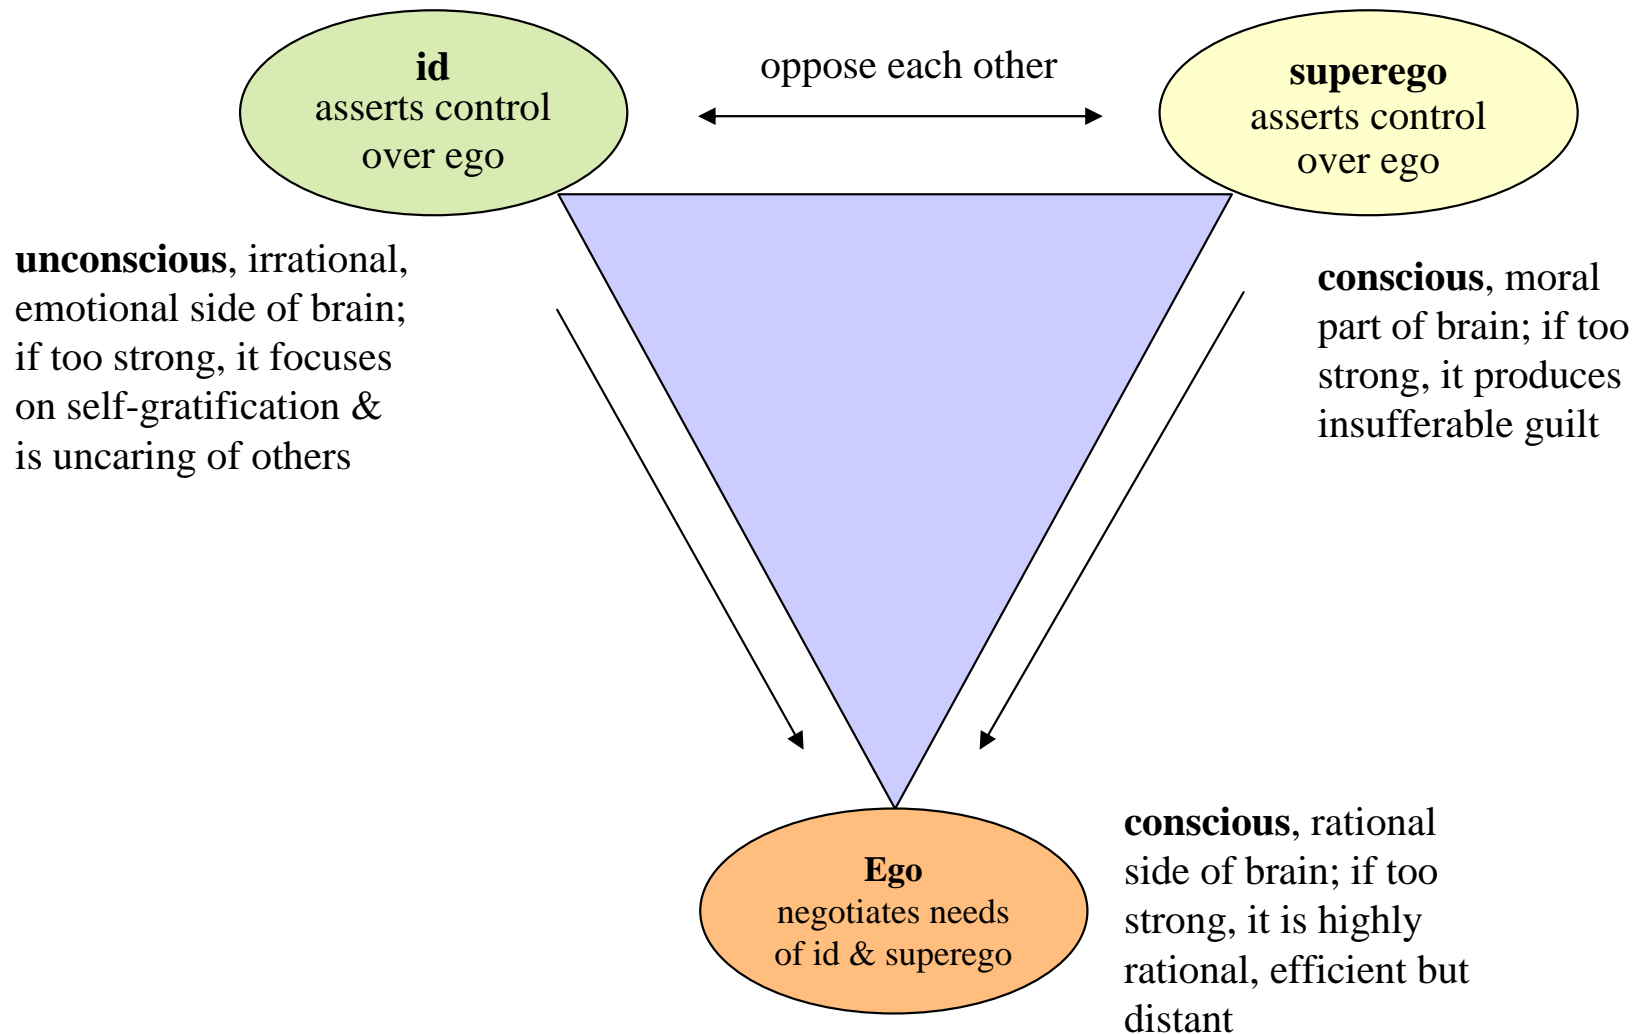 id
asserts control
over ego
oppose each other
superego
asserts control
over ego
unconscious, irrational,
emotional side of brain;
if too strong, it focuses
on self-gratification &
is uncaring of others
conscious, moral
part of brain; if too
strong, it produces
insufferable guilt
Ego
negotiates needs
of id & superego
conscious, rational
side of brain; if too
strong, it is highly
rational, efficient but
distant